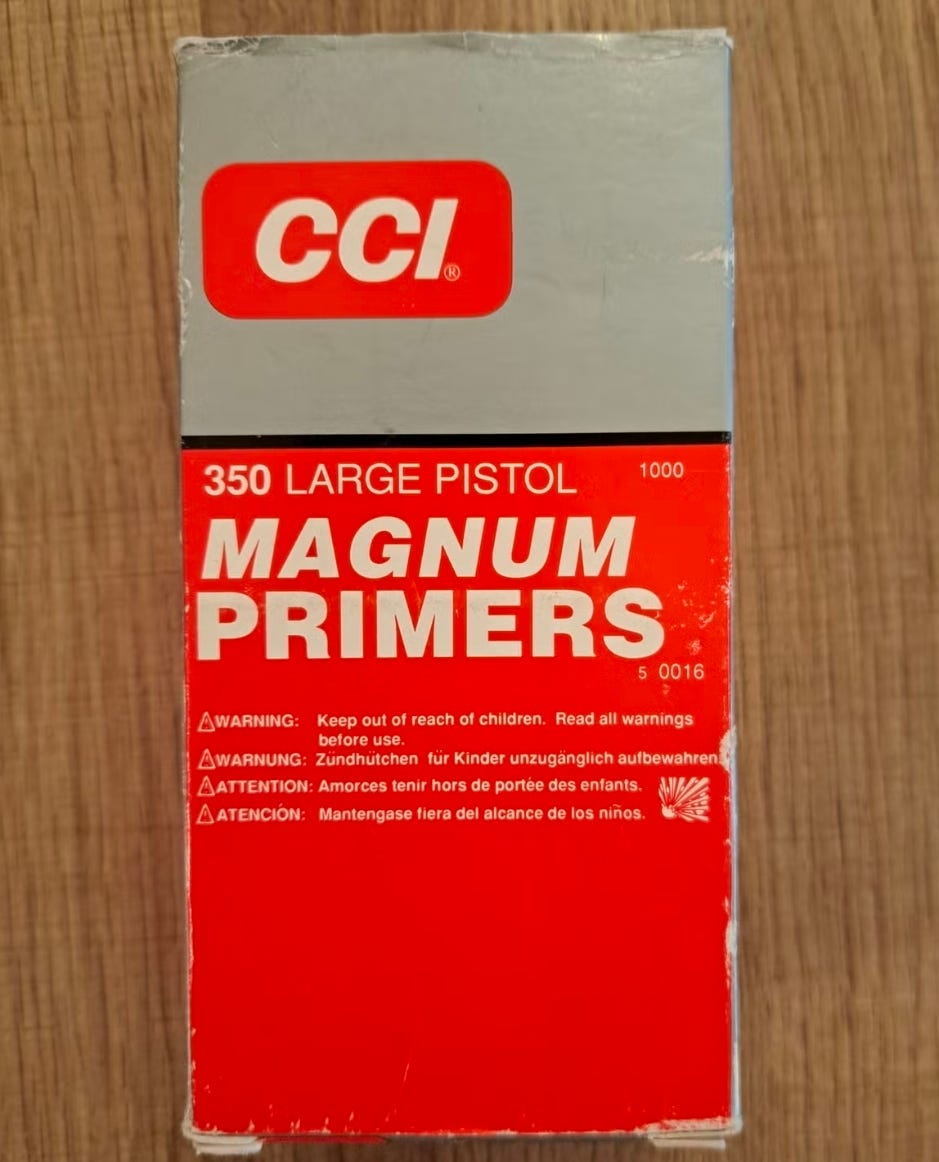 CCI®
350 LARGE PISTOL 1000
MAGNUM
PRIMERS
5 0016
⚠WARNING: Keep out of reach of children. Read all warnings
before use.
⚠WARNUNG: Zündhütchen für Kinder unzugänglich aufbewahren.
⚠ATTENTION: Amorces tenir hors de portée des enfants.
⚠ATENCIÓN: Mantengase fiera del alcance de los niños.